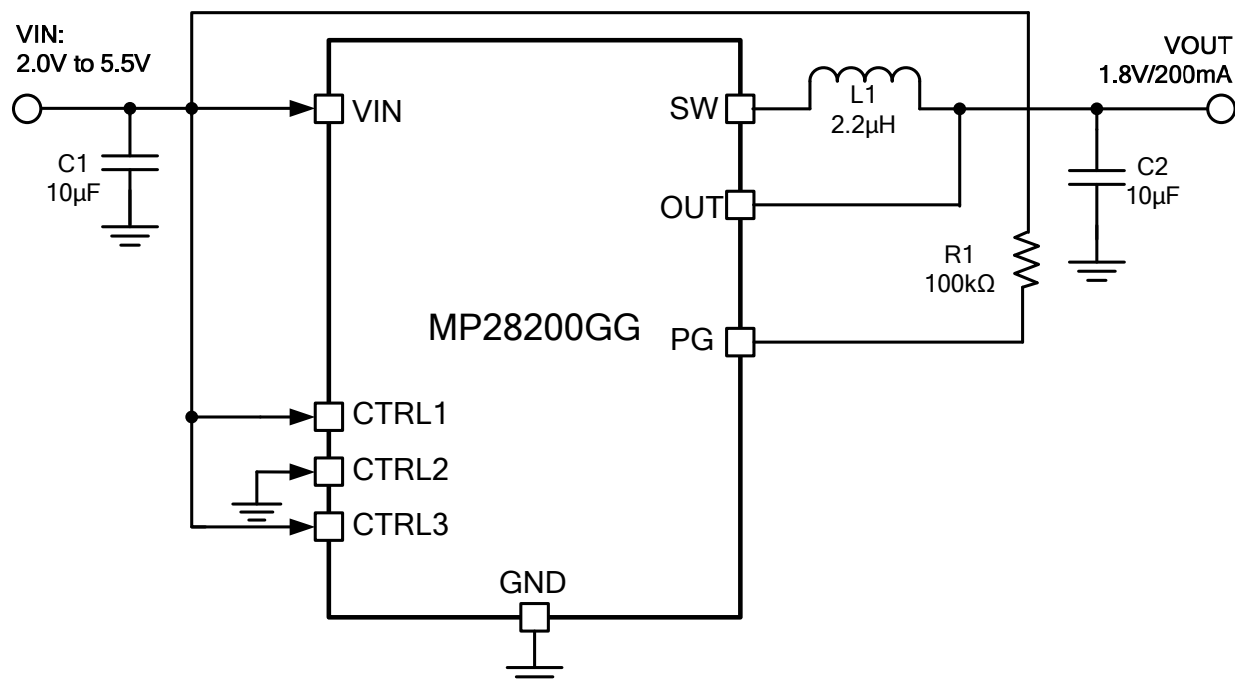 VIN:
2.0V to 5.5V
VOUT
1.8V/200mA
VIN
SW
L1
2.2µH
C1
10µF
OUT
C2
10µF
R1
100kΩ
MP28200GG
PG
CTRL1
CTRL2
CTRL3
GND